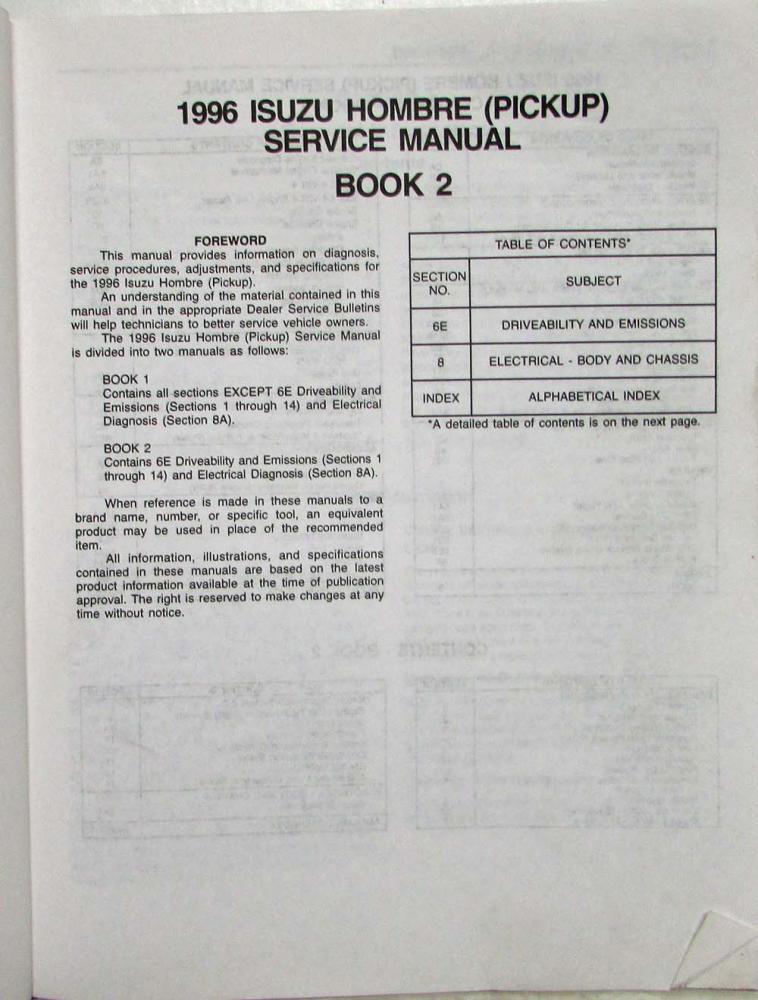 1996 ISUZU HOMBRE (PICKUP)
SERVICE MANUAL
BOOK 2
FOREWORD
This manual provides information on diagnosis,
service procedures, adjustments, and specifications for
the 1996 Isuzu Hombre (Pickup).
An understanding of the material contained in this
manual and in the appropriate Dealer Service Bulletins
will help technicians to better service vehicle owners.
The 1996 Isuzu Hombre (Pickup) Service Manual
is divided into two manuals as follows:
BOOK 1
Contains all sections EXCEPT 6E Driveability and
Emissions (Sections 1 through 14) and Electrical
Diagnosis (Section 8A).
BOOK 2
Contains 6E Driveability and Emissions (Sections 1
through 14) and Electrical Diagnosis (Section 8A).
When reference is made in these manuals to a
brand name, number, or specific tool, an equivalent
product may be used in place of the recommended
item.
All information, illustrations, and specifications
contained in these manuals are based on the latest
product information available at the time of publication
approval. The right is reserved to make changes at any
time without notice.
TABLE OF CONTENTS*
SECTION
NO.
SUBJECT
6E DRIVEABILITY AND EMISSIONS
8 ELECTRICAL - BODY AND CHASSIS
INDEX ALPHABETICAL INDEX
*A detailed table of contents is on the next page.